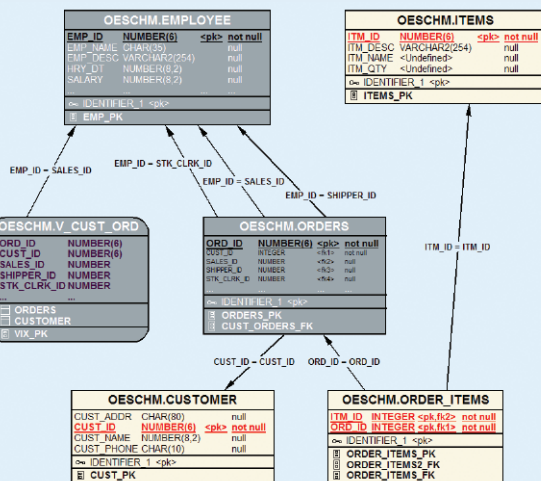 OESCHM.EMPLOYEE
EMP_ID NUMBER(6) <pk> not null
EMP_NAME CHAR(35) null
EMP_DESC VARCHAR2(254) null
HRY_DT NUMBER(8,2) null
SALARY NUMBER(8,2) null
... ... ... ...
IDENTIFIER_1 <pk>
EMP_PK
OESCHM.ITEMS
ITM_ID NUMBER(6) <pk> not null
ITM_DESC VARCHAR2(254) null
ITM_NAME <Undefined> null
ITM_QTY <Undefined> null
IDENTIFIER_1 <pk>
ITEMS_PK
EMP_ID = SALES_ID
EMP_ID = STK_CLRK_ID
EMP_ID = SALES_ID
EMP_ID = SHIPPER_ID
ITM_ID = ITM_ID
OESCHM.V_CUST_ORD
ORD_ID NUMBER(6)
CUST_ID NUMBER(6)
SALES_ID NUMBER
SHIPPER_ID NUMBER
STK_CLRK_ID NUMBER
... ...
ORDERS
CUSTOMER
VIX_PK
OESCHM.ORDERS
ORD_ID NUMBER(6) <pk> not null
CUST_ID INTEGER <fk1> not null
SALES_ID NUMBER <fk2> null
SHIPPER_ID NUMBER <fk3> null
STK_CLRK_ID NUMBER <fk4> null
... ... ... ...
IDENTIFIER_1 <pk>
ORDERS_PK
CUST_ORDERS_FK
CUST_ID = CUST_ID
ORD_ID = ORD_ID
OESCHM.CUSTOMER
CUST_ADDR CHAR(80) null
CUST_ID NUMBER(6) <pk> not null
CUST_NAME NUMBER(8,2) null
CUST_PHONE CHAR(10) null
IDENTIFIER_1 <pk>
CUST_PK
OESCHM.ORDER_ITEMS
ITM_ID INTEGER <pk,fk2> not null
ORD_ID INTEGER <pk,fk1> not null
IDENTIFIER_1 <pk>
ORDER_ITEMS_PK
ORDER_ITEMS2_FK
ORDER_ITEMS_FK